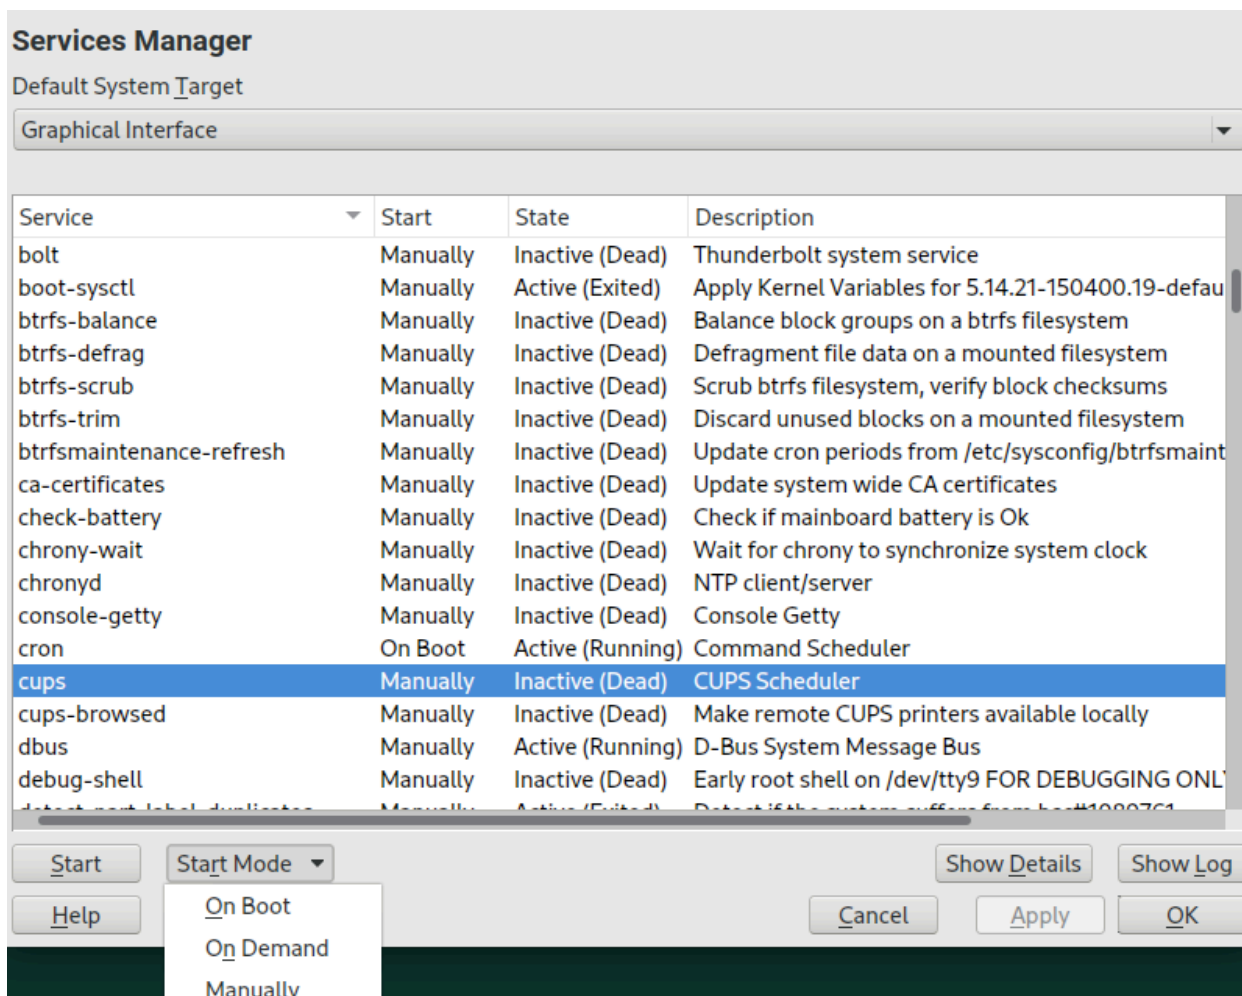 Services Manager
Default System Target
Graphical Interface
Service Start State Description
bolt Manually Inactive (Dead) Thunderbolt system service
boot-sysctl Manually Active (Exited) Apply Kernel Variables for 5.14.21-150400.19-defau
btrfs-balance Manually Inactive (Dead) Balance block groups on a btrfs filesystem
btrfs-defrag Manually Inactive (Dead) Defragment file data on a mounted filesystem
btrfs-scrub Manually Inactive (Dead) Scrub btrfs filesystem, verify block checksums
btrfs-trim Manually Inactive (Dead) Discard unused blocks on a mounted filesystem
btrfsmaintenance-refresh Manually Inactive (Dead) Update cron periods from /etc/sysconfig/btrfsmaint
ca-certificates Manually Inactive (Dead) Update system wide CA certificates
check-battery Manually Inactive (Dead) Check if mainboard battery is Ok
chrony-wait Manually Inactive (Dead) Wait for chrony to synchronize system clock
chronyd Manually Inactive (Dead) NTP client/server
console-getty Manually Inactive (Dead) Console Getty
cron On Boot Active (Running) Command Scheduler
cups Manually Inactive (Dead) CUPS Scheduler
cups-browsed Manually Inactive (Dead) Make remote CUPS printers available locally
dbus Manually Active (Running) D-Bus System Message Bus
debug-shell Manually Inactive (Dead) Early root shell on /dev/tty9 FOR DEBUGGING ONLY
Start Start Mode Show Details Show Log
Help Cancel Apply OK
On Boot
On Demand
Manually